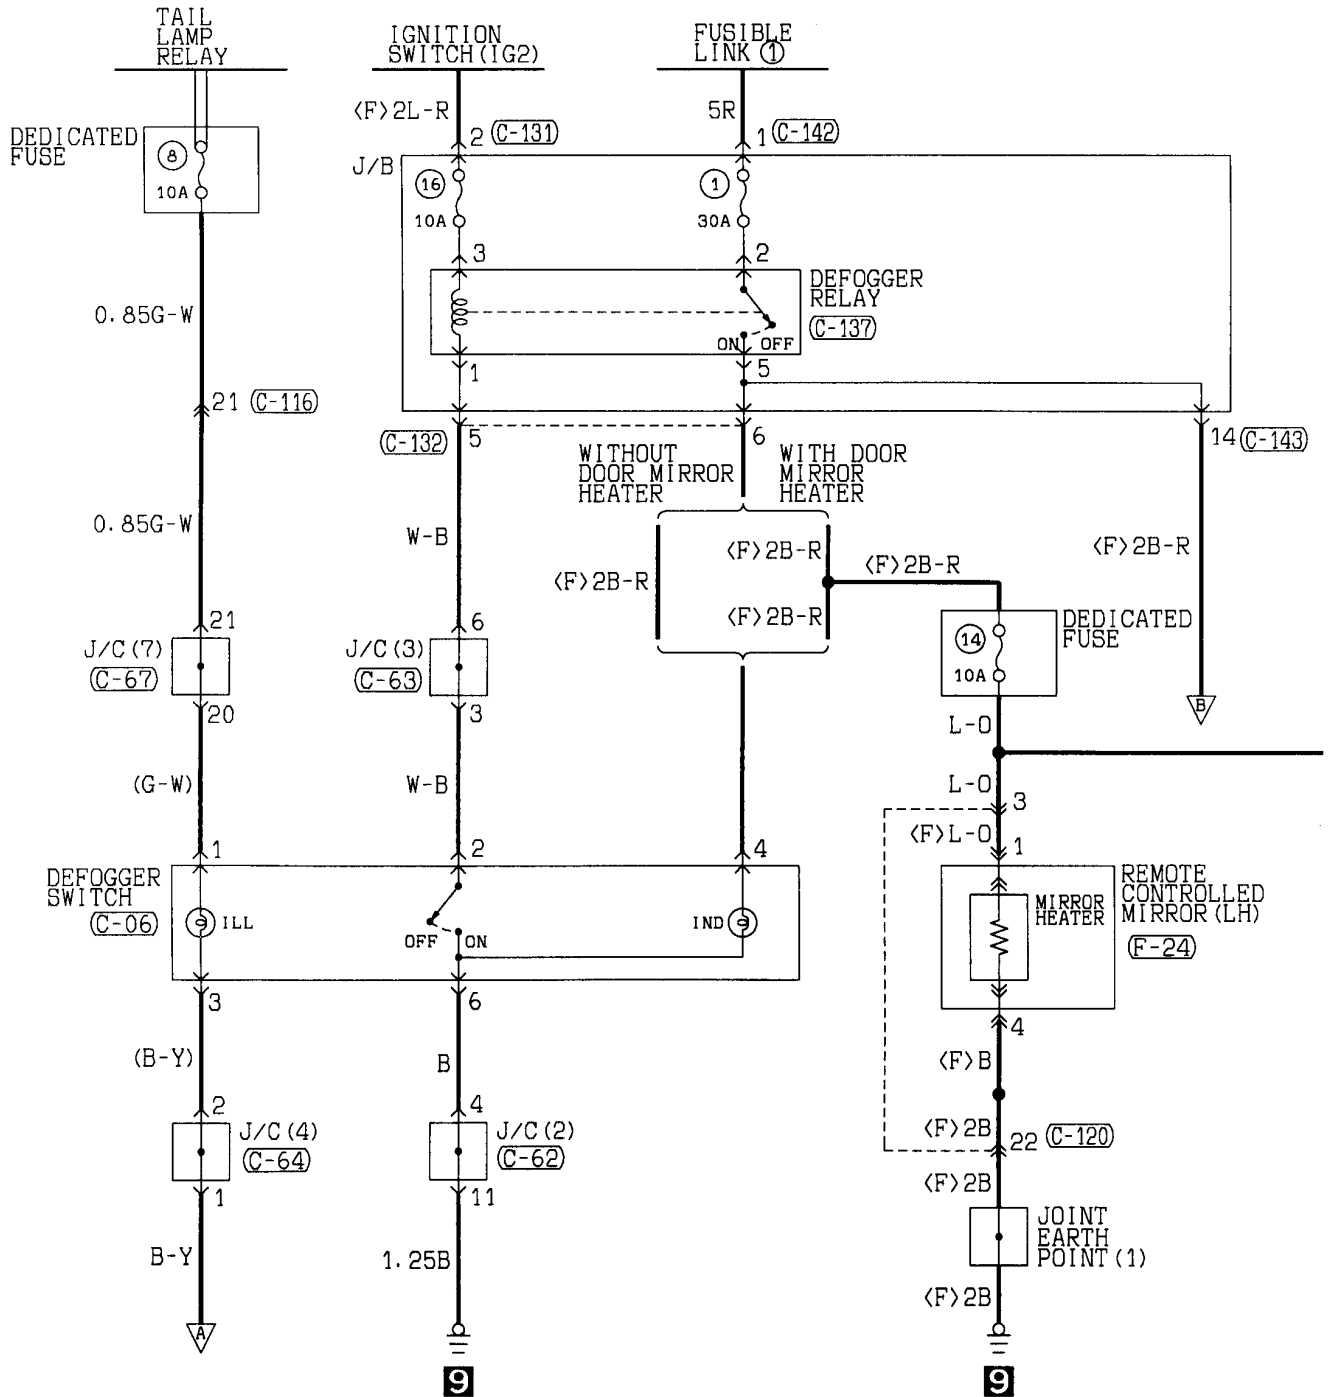 TAIL
LAMP
RELAY
IGNITION
SWITCH(IG2)
FUSIBLE
LINK ①
<F>2L-R
5R
2 C-131
1 C-142
DEDICATED
FUSE
8
10A
J/B
16
10A
1
30A
3
2
DEFOGGER
RELAY
C-137
ON OFF
1
5
0.85G-W
21 C-116
C-132 5
6
14 C-143
WITHOUT
DOOR MIRROR
HEATER
WITH DOOR
MIRROR
HEATER
0.85G-W
W-B
<F>2B-R
<F>2B-R
<F>2B-R
<F>2B-R
<F>2B-R
21
6
J/C(7)
C-67
J/C(3)
C-63
14
10A
DEDICATED
FUSE
20
3
B
L-O
(G-W)
W-B
L-O
3
<F>L-O
1
1
2
4
DEFOGGER
SWITCH
C-06
ILL
OFF ON
IND
MIRROR
HEATER
REMOTE
CONTROLLED
MIRROR(LH)
F-24
3
6
4
(B-Y)
B
<F>B
2
4
J/C(4)
C-64
J/C(2)
C-62
<F>2B
22 C-120
1
11
<F>2B
JOINT
EARTH
POINT(1)
B-Y
1.25B
<F>2B
A
9
9